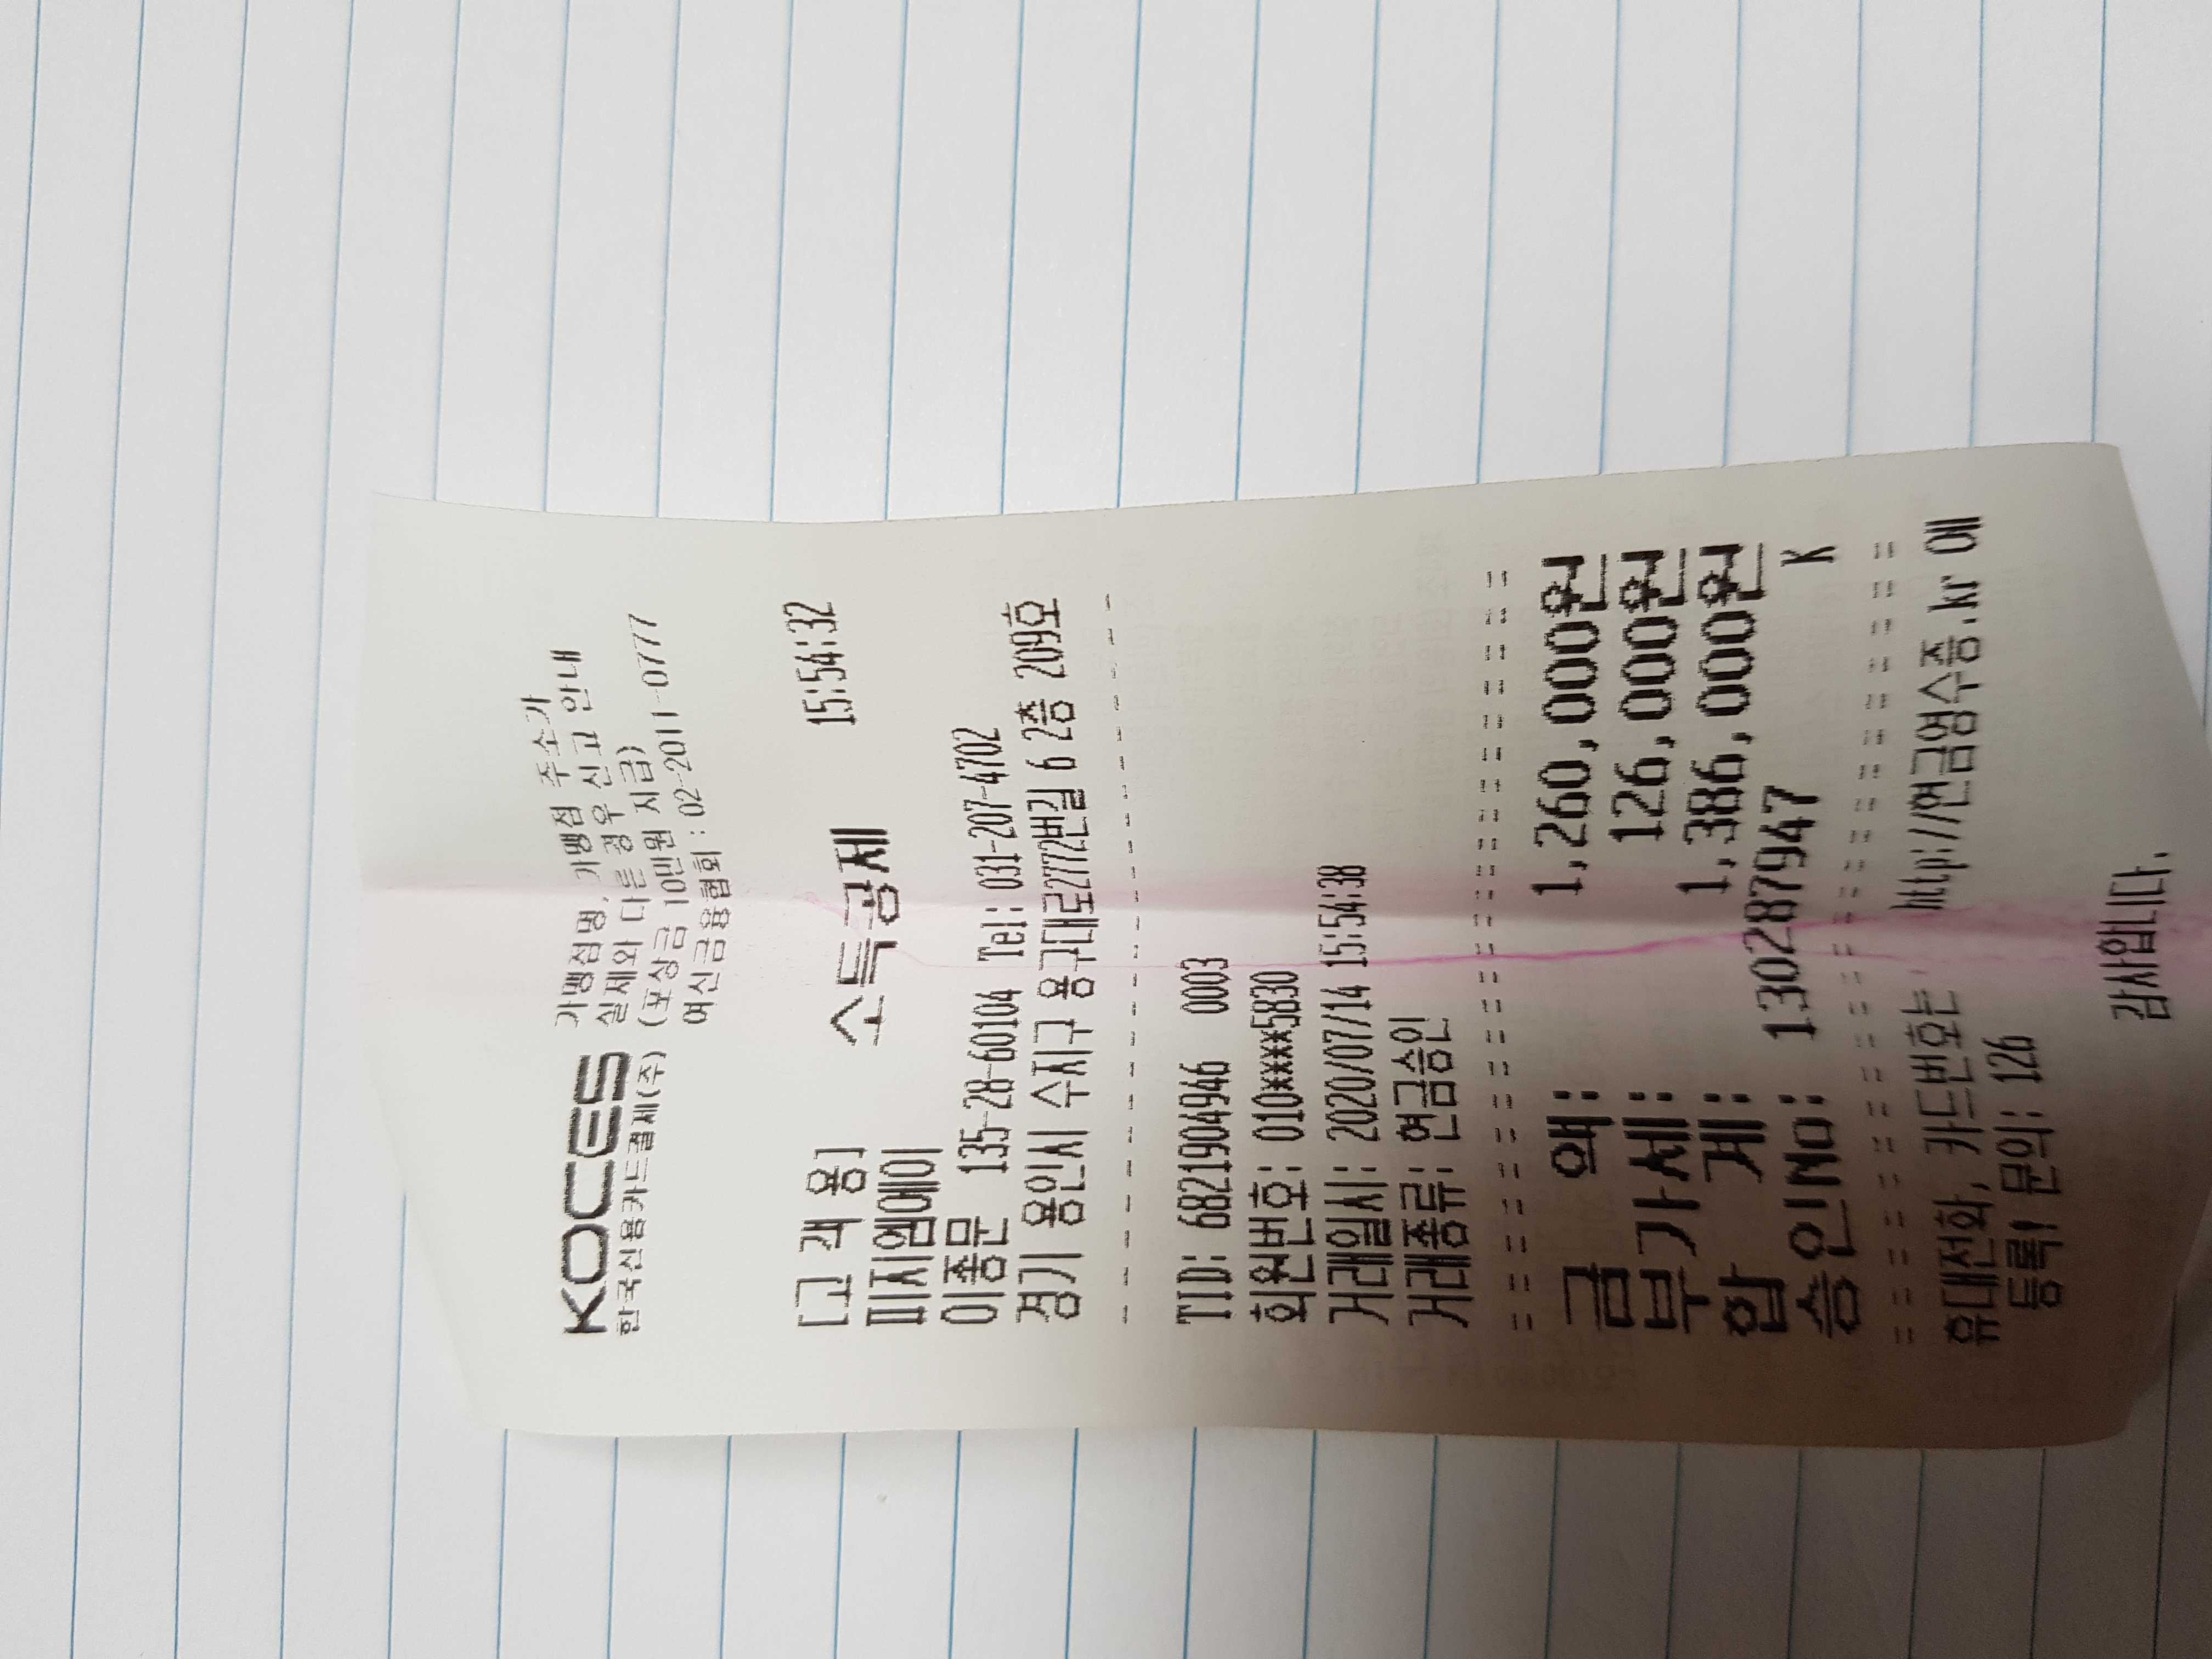 KOCES
한국신용카드결제(주)
가맹점명, 가맹점 주소가
실제와 다른 경우 신고 안내
(포상금 10만원 지급)
여신금융협회 : 02-2011-0777
[고 객 용] 소득공제 15:54:32
피지엠에이
이종문 135-28-60104 Tel: 031-207-4702
경기 용인시 수지구 용구대로2772번길 6 2층 209호
TID: 6821904946 0003
회원번호: 010****5830
거래일시: 2020/07/14 15:54:38
거래종류: 현금승인
금 액: 1,260,000원
부가세: 126,000원
합 계: 1,386,000원
승인No: 130287947 K
휴대전화, 카드번호는 http://현금영수증.kr 에
등록! 문의: 126
감사합니다.